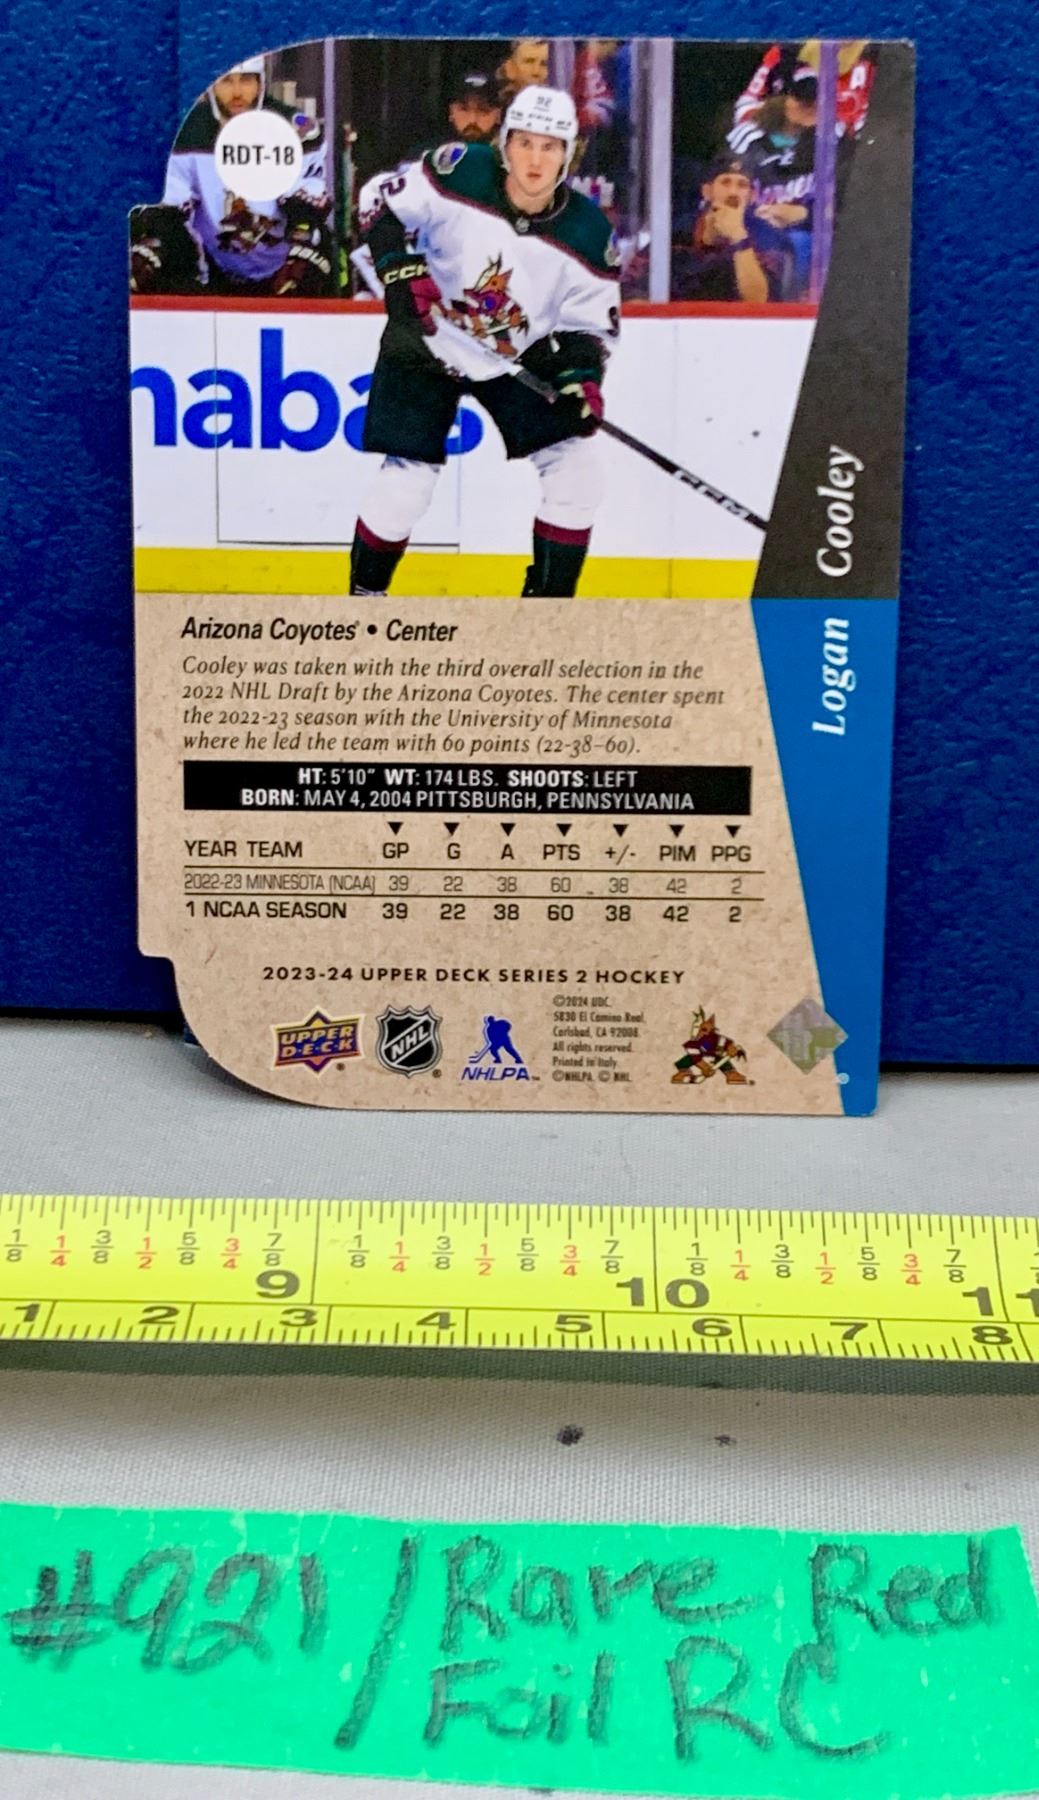 RDT-18
92
CCM
naba
CCM
Logan Cooley
Arizona Coyotes • Center
Cooley was taken with the third overall selection in the
2022 NHL Draft by the Arizona Coyotes. The center spent
the 2022-23 season with the University of Minnesota
where he led the team with 60 points (22-38–60).
HT: 5'10" WT: 174 LBS. SHOOTS: LEFT
BORN: MAY 4, 2004 PITTSBURGH, PENNSYLVANIA
YEAR TEAM GP G A PTS +/- PIM PPG
2022-23 MINNESOTA (NCAA) 39 22 38 60 38 42 2
1 NCAA SEASON 39 22 38 60 38 42 2
2023-24 UPPER DECK SERIES 2 HOCKEY
UPPER DECK
NHL
NHLPA
©2024 UDC.
5830 El Camino Real,
Carlsbad, CA 92008.
All rights reserved.
Printed in Italy
©NHLPA. © NHL
1/8 1/4 3/8 1/2 5/8 3/4 7/8 9 1/8 1/4 3/8 1/2 5/8 3/4 7/8 10 1/8 1/4 3/8 1/2 5/8 3/4 7/8 11
1 2 3 4 5 6 7 8
#921/Rare Red
Foil RC